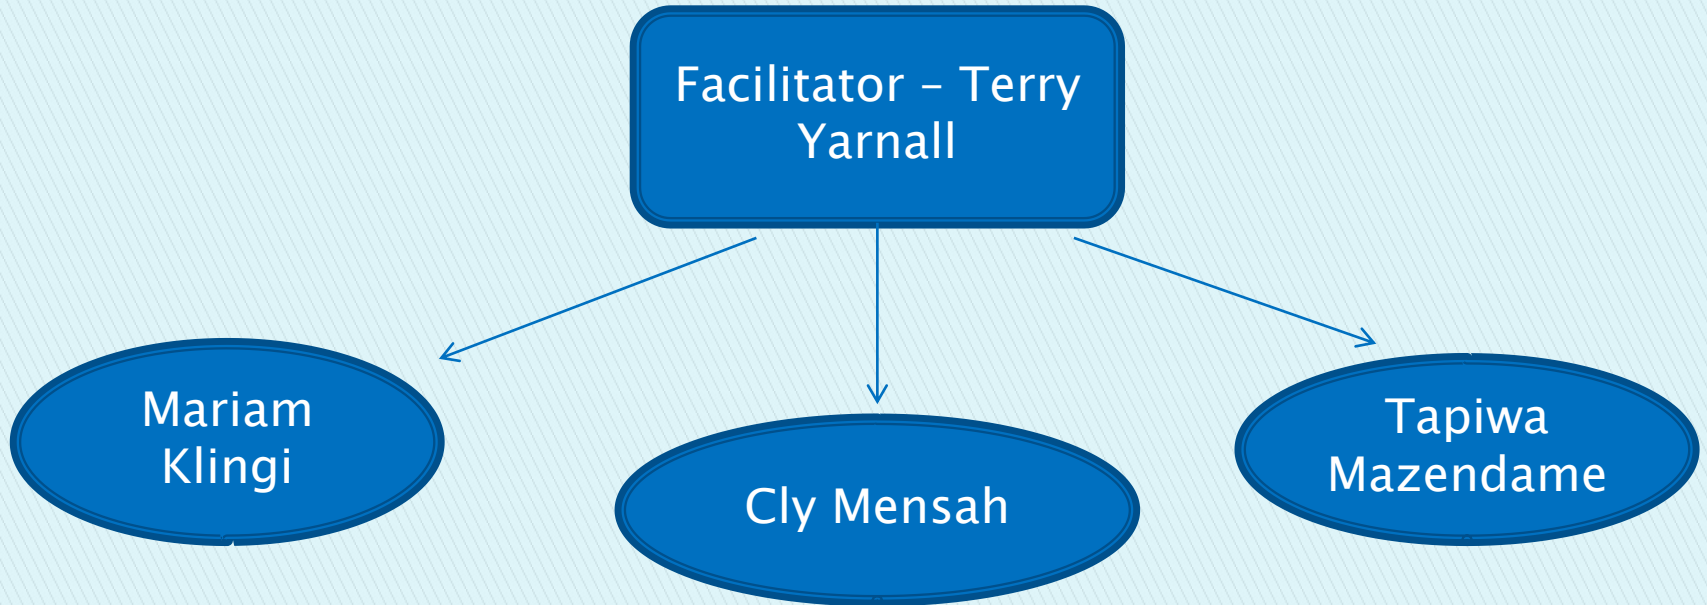 Facilitator – Terry
Yarnall
Mariam
Klingi
Cly Mensah
Tapiwa
Mazendame